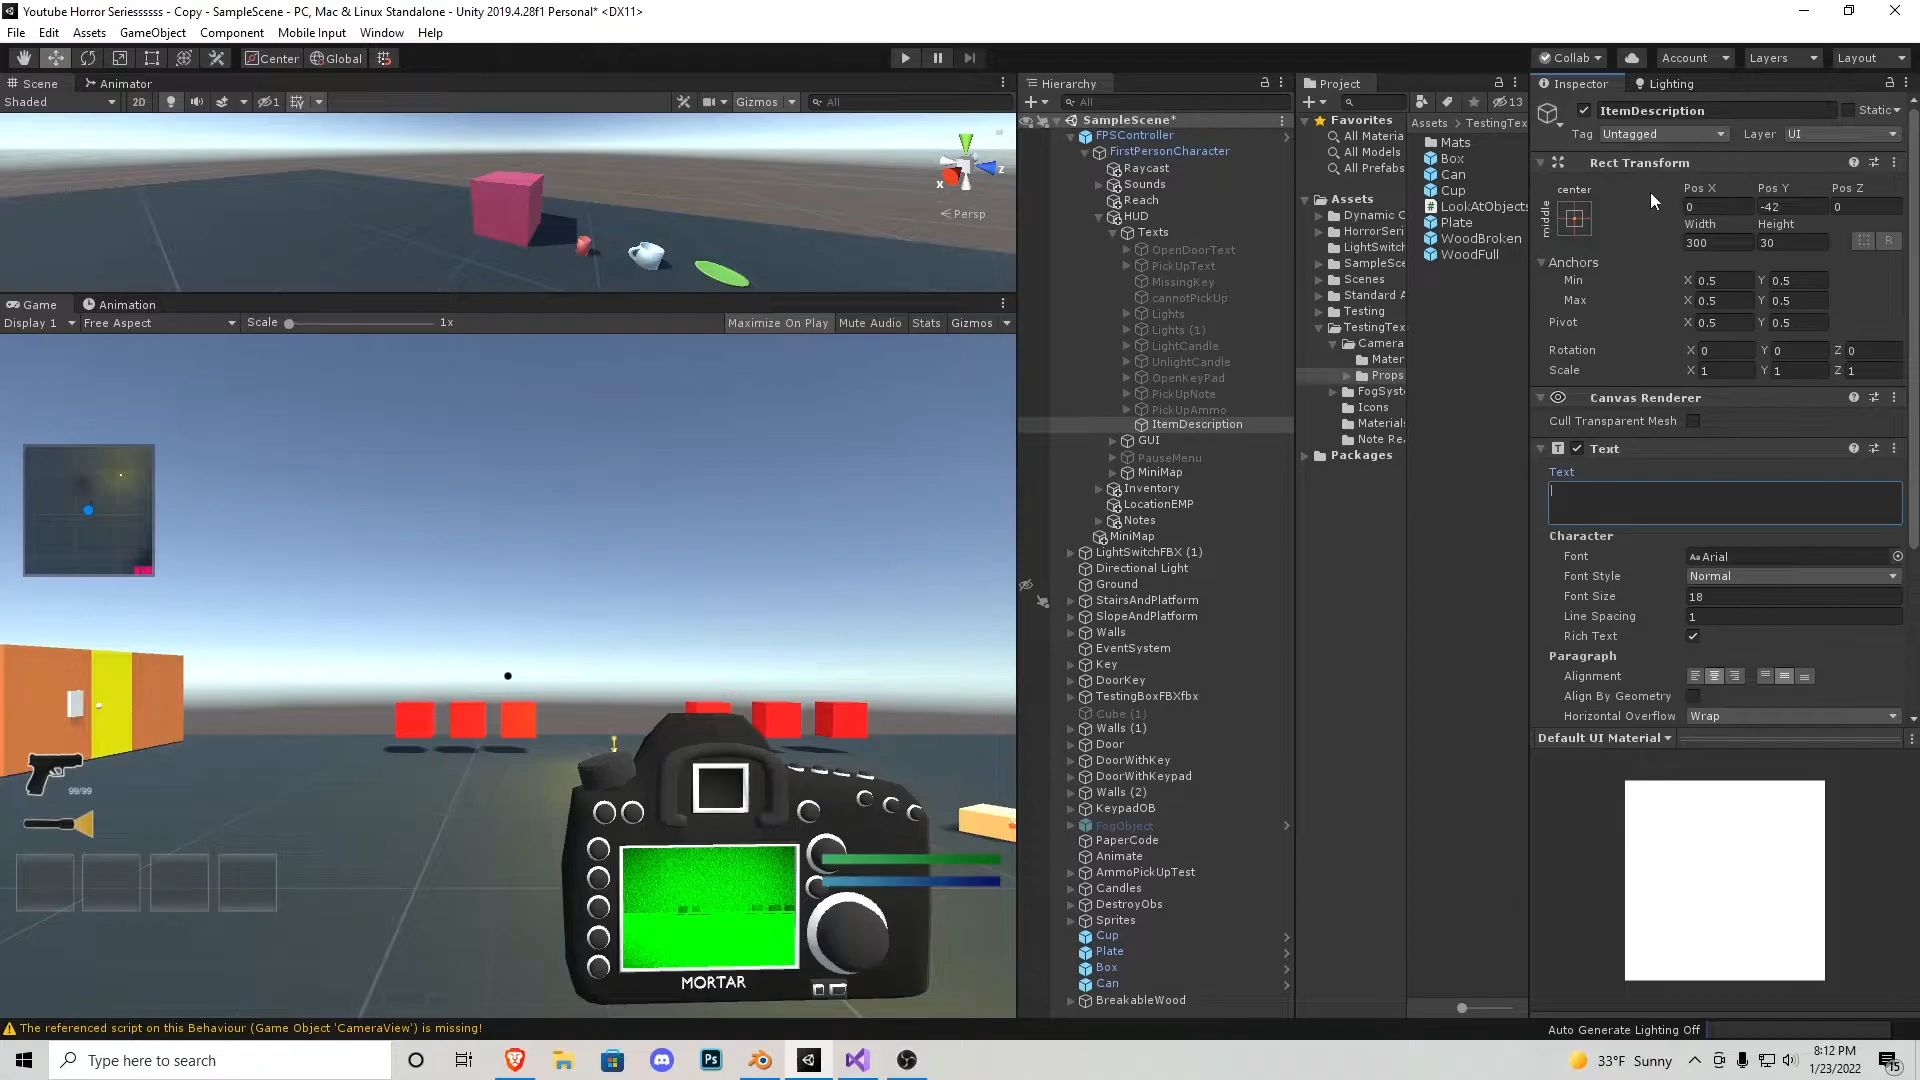 Youtube Horror Seriesssss - Copy - SampleScene - PC, Mac & Linux Standalone - Unity 2019.4.28f1 Personal* <DX11>
File Edit Assets GameObject Component Mobile Input Window Help
Center Global Collab Account Layers Layout
Scene Animator
Shaded 2D 1 Gizmos All
x z
Persp
Game Animation
Display 1 Free Aspect Scale 1x Maximize On Play Mute Audio Stats Gizmos
99/99
MORTAR
Hierarchy
All
SampleScene*
FPSController
FirstPersonCharacter
Raycast
Sounds
Reach
HUD
Texts
OpenDoorText
PickUpText
MissingKey
cannotPickUp
Lights
Lights (1)
LightCandle
UnlightCandle
OpenKeyPad
PickUpNote
PickUpAmmo
ItemDescription
GUI
PauseMenu
MiniMap
Inventory
LocationEMP
Notes
MiniMap
LightSwitchFBX (1)
Directional Light
Ground
StairsAndPlatform
SlopeAndPlatform
Walls
EventSystem
Key
DoorKey
TestingBoxFBXfbx
Cube (1)
Walls (1)
Door
DoorWithKey
DoorWithKeypad
Walls (2)
KeypadOB
FogObject
PaperCode
Animate
AmmoPickUpTest
Candles
DestroyObs
Sprites
Cup
Plate
Box
Can
BreakableWood
Project
13
Favorites
All Materia
All Models
All Prefabs
Assets
Dynamic C
HorrorSeri
LightSwitch
SampleSce
Scenes
Standard A
Testing
TestingTex
Camera
Mater
Props
FogSyst
Icons
Material
Note Re
Packages
Assets > TestingTex
Mats
Box
Can
Cup
LookAtObjects
Plate
WoodBroken
WoodFull
Inspector Lighting
ItemDescription Static
Tag Untagged Layer UI
Rect Transform
center
middle
Pos X Pos Y Pos Z
0 -42 0
Width Height
300 30
R
Anchors
Min X 0.5 Y 0.5
Max X 0.5 Y 0.5
Pivot X 0.5 Y 0.5
Rotation X 0 Y 0 Z 0
Scale X 1 Y 1 Z 1
Canvas Renderer
Cull Transparent Mesh
Text
Text
Character
Font Arial
Font Style Normal
Font Size 18
Line Spacing 1
Rich Text
Paragraph
Alignment
Align By Geometry
Horizontal Overflow Wrap
Default UI Material
The referenced script on this Behaviour (Game Object 'CameraView') is missing!
Auto Generate Lighting Off
Type here to search
33°F Sunny
8:12 PM
1/23/2022
15